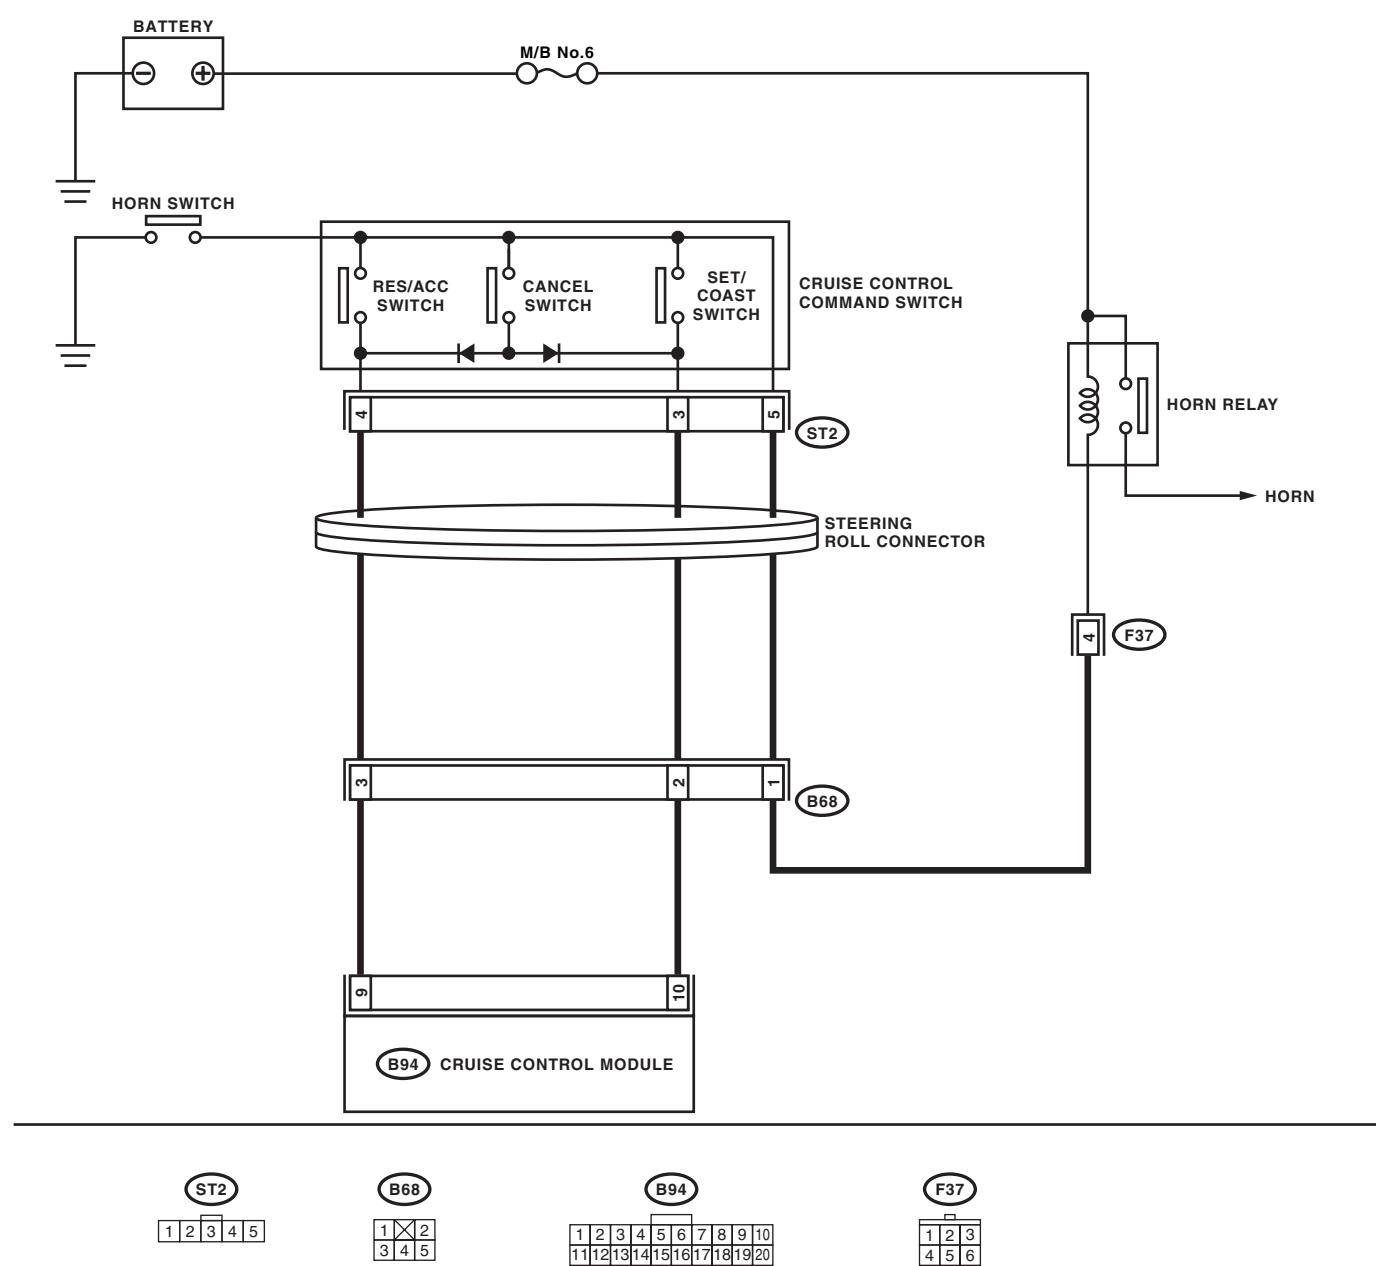 BATTERY
M/B No.6
HORN SWITCH
RES/ACC
SWITCH
CANCEL
SWITCH
SET/
COAST
SWITCH
CRUISE CONTROL
COMMAND SWITCH
HORN RELAY
4
3
5
ST2
HORN
STEERING
ROLL CONNECTOR
4
F37
3
2
1
B68
9
10
B94 CRUISE CONTROL MODULE
ST2
1 2 3 4 5
B68
1 2
3 4 5
B94
1 2 3 4 5 6 7 8 9 10
11 12 13 14 15 16 17 18 19 20
F37
1 2 3
4 5 6